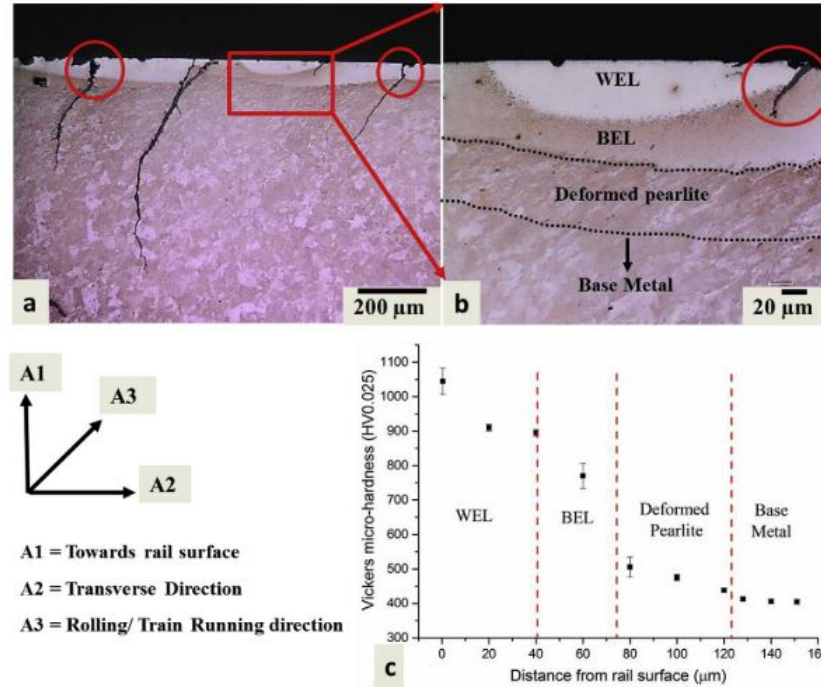 a
200 µm
WEL
BEL
Deformed pearlite
Base Metal
b
20 µm
A1
A3
A2
A1 = Towards rail surface
A2 = Transverse Direction
A3 = Rolling/ Train Running direction
Vickers micro-hardness (HV0.025)
1100
1000
900
800
700
600
500
400
300
WEL
BEL
Deformed
Pearlite
Base
Metal
0 20 40 60 80 100 120 140 160
Distance from rail surface (µm)
c